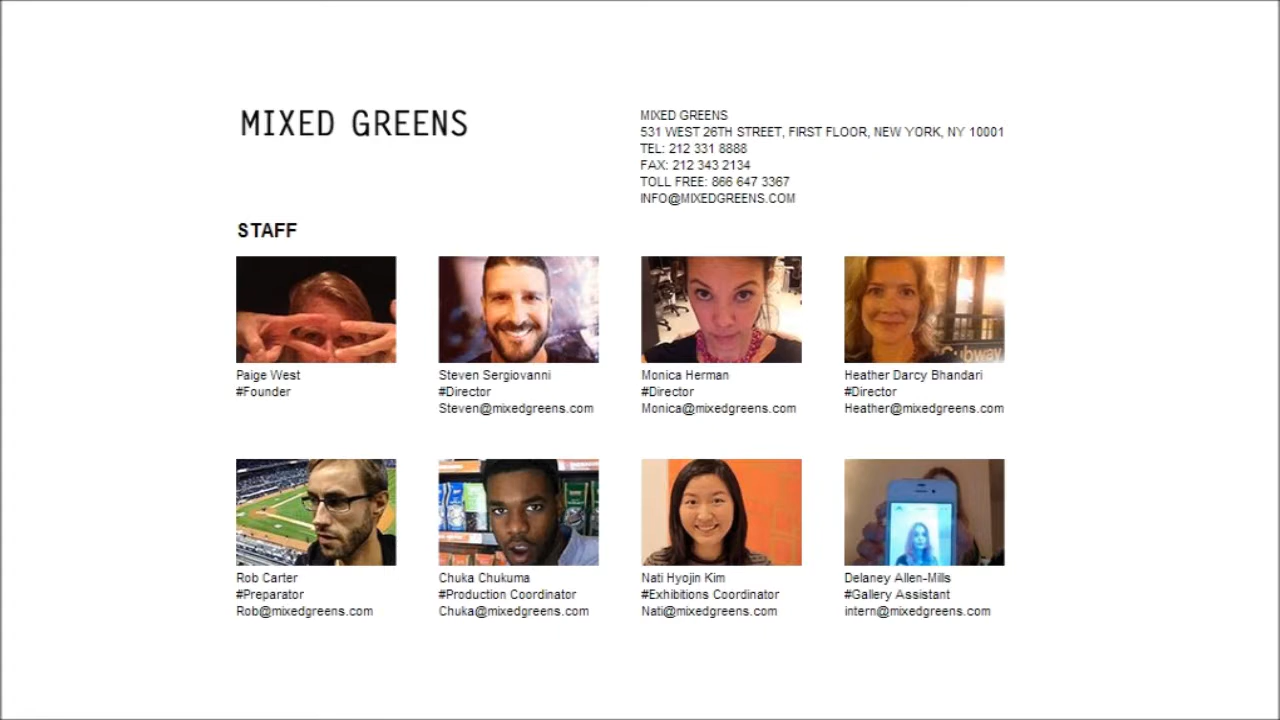 MIXED GREENS
MIXED GREENS
531 WEST 26TH STREET, FIRST FLOOR, NEW YORK, NY 10001
TEL: 212 331 8888
FAX: 212 343 2134
TOLL FREE: 866 647 3367
INFO@MIXEDGREENS.COM
STAFF
Subway
Paige West
#Founder
Steven Sergiovanni
#Director
Steven@mixedgreens.com
Monica Herman
#Director
Monica@mixedgreens.com
Heather Darcy Bhandari
#Director
Heather@mixedgreens.com
Rob Carter
#Preparator
Rob@mixedgreens.com
Chuka Chukuma
#Production Coordinator
Chuka@mixedgreens.com
Nati Hyojin Kim
#Exhibitions Coordinator
Nati@mixedgreens.com
Delaney Allen-Mills
#Gallery Assistant
intern@mixedgreens.com